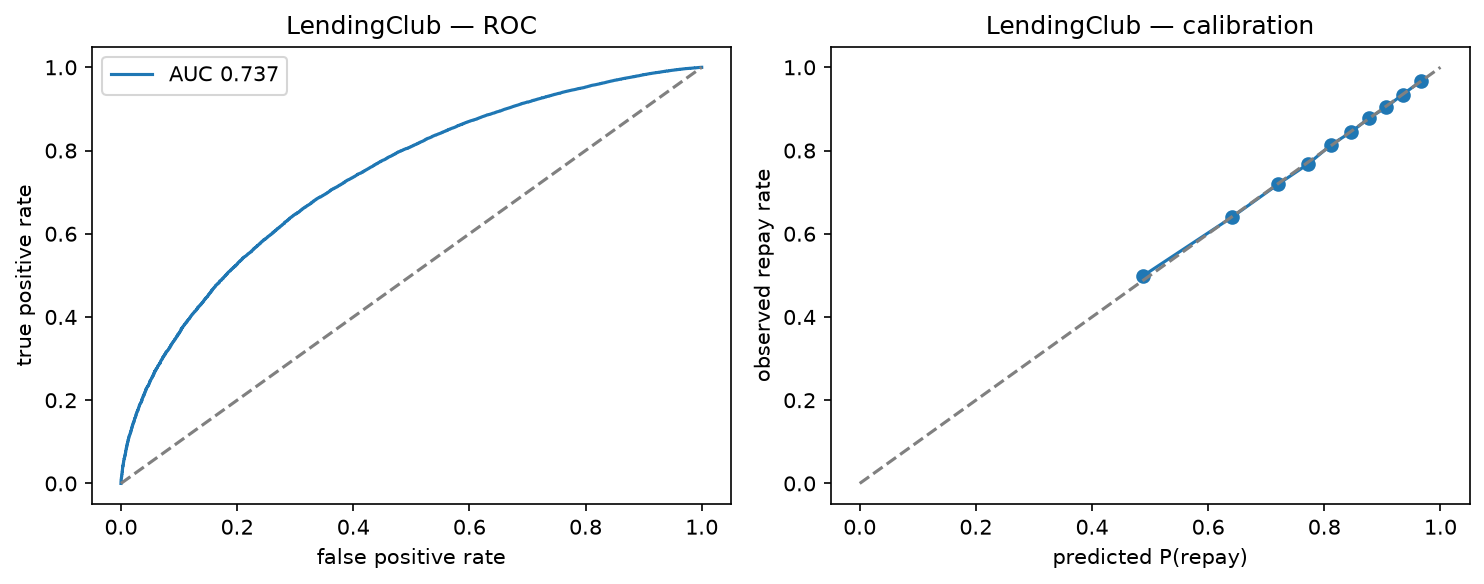 LendingClub — ROC
AUC 0.737
1.0
0.8
0.6
0.4
0.2
0.0
true positive rate
0.0 0.2 0.4 0.6 0.8 1.0
false positive rate
LendingClub — calibration
1.0
0.8
0.6
0.4
0.2
0.0
observed repay rate
0.0 0.2 0.4 0.6 0.8 1.0
predicted P(repay)